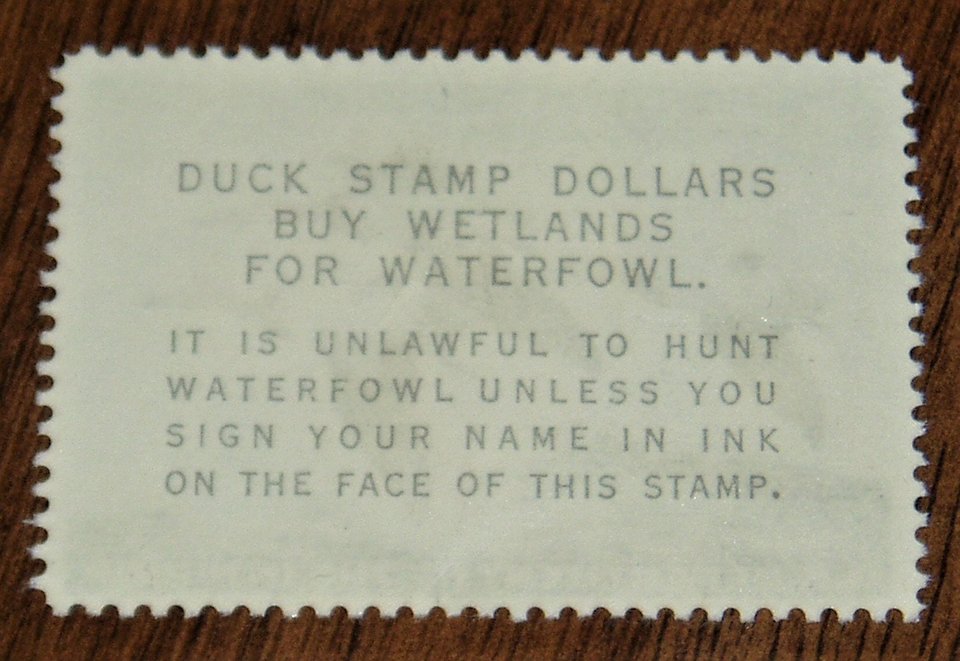 DUCK STAMP DOLLARS
BUY WETLANDS
FOR WATERFOWL.
IT IS UNLAWFUL TO HUNT
WATERFOWL UNLESS YOU
SIGN YOUR NAME IN INK
ON THE FACE OF THIS STAMP.